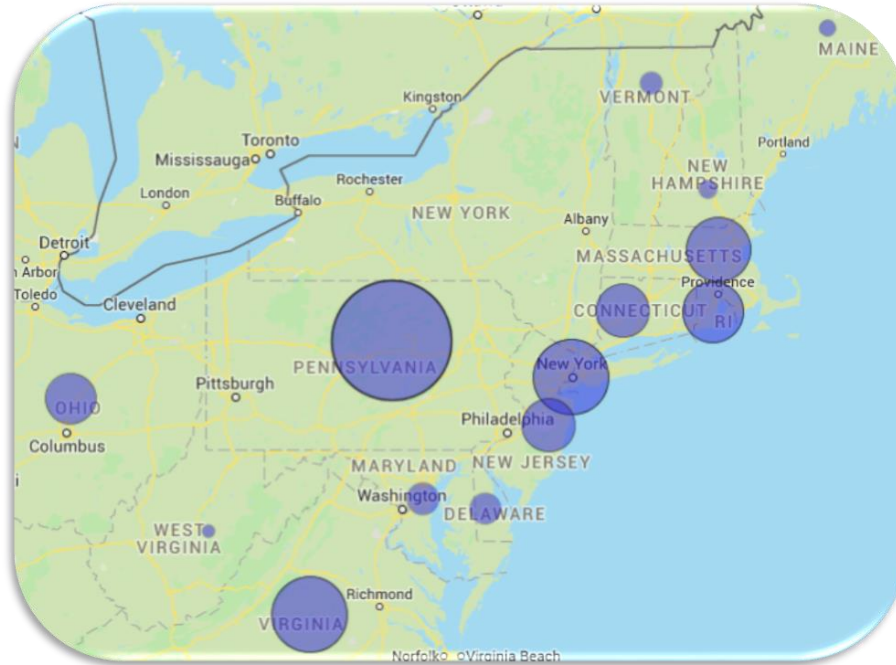 MAINE
VERMONT
Kingston
Toronto
Mississauga
Portland
NEW
HAMPSHIRE
London
Rochester
Buffalo
NEW YORK
Albany
Detroit
n Arbor
MASSACHUSETTS
Providence
Toledo
Cleveland
CONNECTICUT
RI
PENNSYLVANIA
New York
Pittsburgh
OHIO
Columbus
Philadelphia
MARYLAND
NEW JERSEY
Washington
DELAWARE
WEST
VIRGINIA
Richmond
VIRGINIA
Norfolk
Virginia Beach